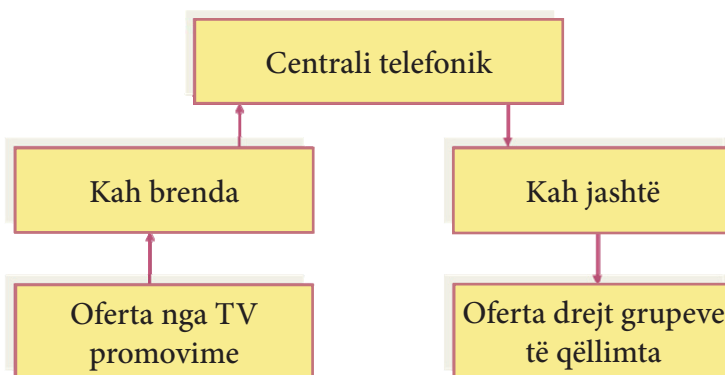 Centrali telefonik
Kah brenda
Kah jashtë
Oferta nga TV
promovime
Oferta drejt grupeve
të qëllimta